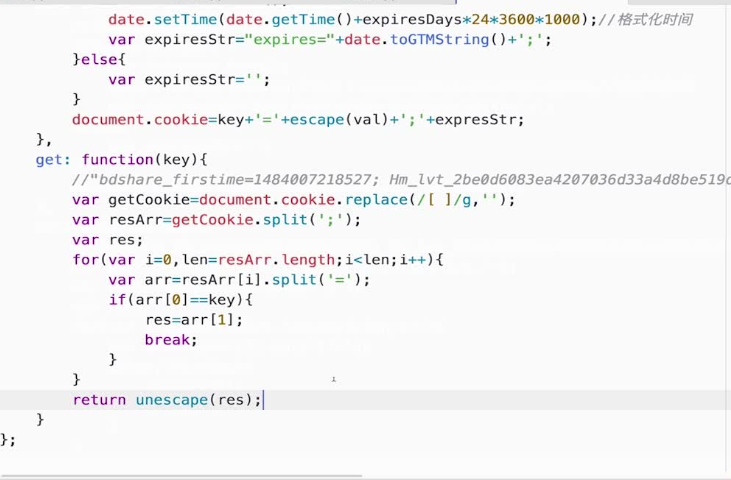 date.setTime(date.getTime()+expiresDays*24*3600*1000);//格式化时间
var expiresStr="expires="+date.toGTMString()+';';
}else{
var expiresStr='';
}
document.cookie=key+'='+escape(val)+';'+expresStr;
},
get: function(key){
//"bdshare_firstime=1484007218527; Hm_lvt_2be0d6083ea4207036d33a4d8be519d
var getCookie=document.cookie.replace(/[ ]/g,'');
var resArr=getCookie.split(';');
var res;
for(var i=0,len=resArr.length;i<len;i++){
var arr=resArr[i].split('=');
if(arr[0]==key){
res=arr[1];
break;
}
}
return unescape(res);
}
};